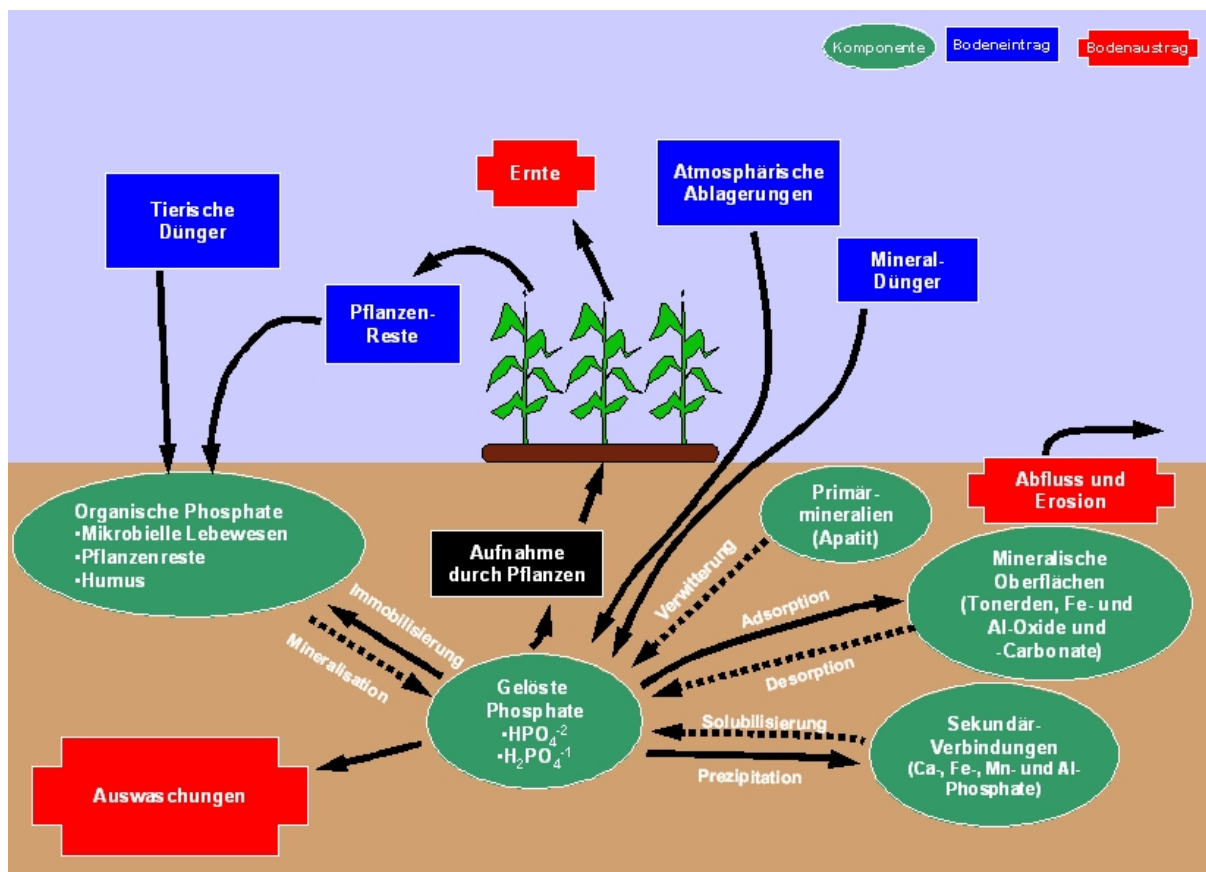 Komponente
Bodeneintrag
Bodenaustrag
Tierische
Dünger
Pflanzen-
Reste
Ernte
Atmosphärische
Ablagerungen
Mineral-
Dünger
Organische Phosphate
•Mikrobielle Lebewesen
•Pflanzenreste
•Humus
Aufnahme
durch Pflanzen
Primär-
mineralien
(Apatit)
Abfluss und
Erosion
Mineralische
Oberflächen
(Tonerden, Fe- und
Al-Oxide und
-Carbonate)
Immobilisierung
Mineralisation
Verwitterung
Adsorption
Desorption
Gelöste
Phosphate
•HPO₄⁻²
•H₂PO₄⁻¹
Solubilisierung
Prezipitation
Sekundär-
Verbindungen
(Ca-, Fe-, Mn- und Al-
Phosphate)
Auswaschungen